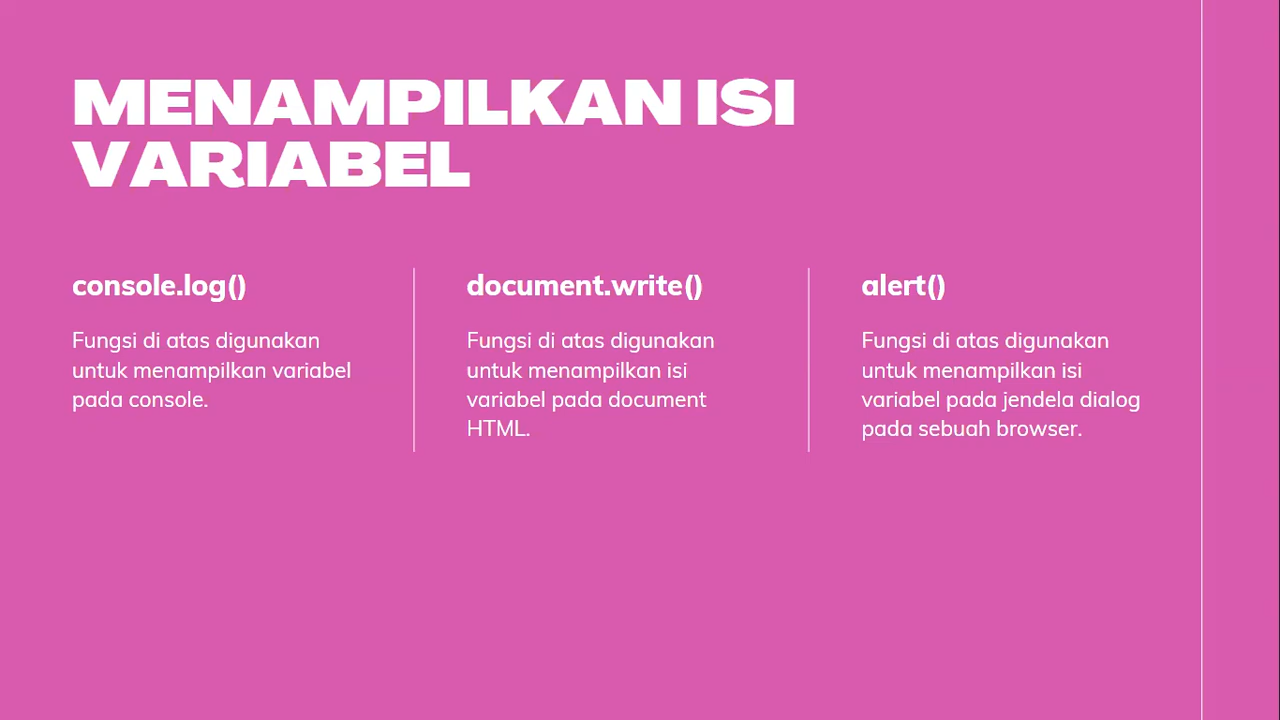 MENAMPILKAN ISI
VARIABEL
console.log()
Fungsi di atas digunakan
untuk menampilkan variabel
pada console.
document.write()
Fungsi di atas digunakan
untuk menampilkan isi
variabel pada document
HTML.
alert()
Fungsi di atas digunakan
untuk menampilkan isi
variabel pada jendela dialog
pada sebuah browser.